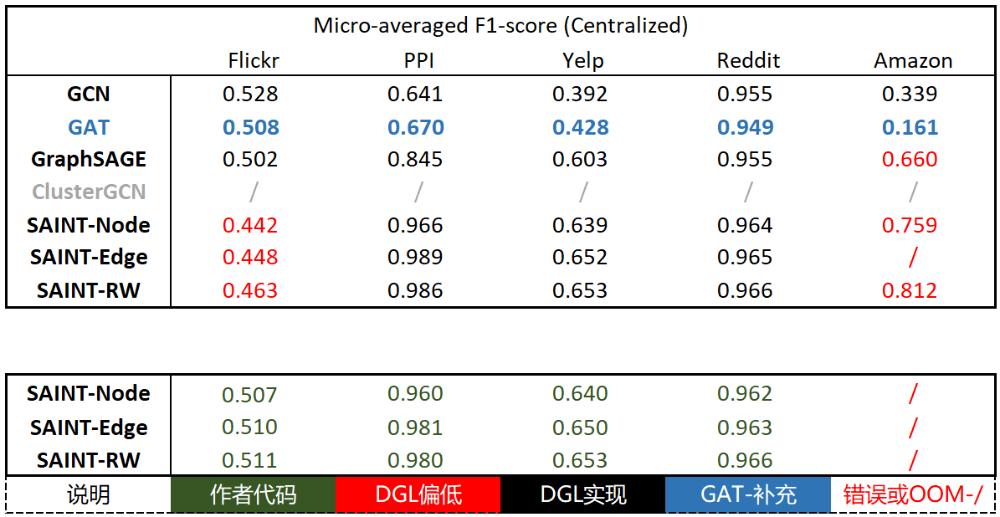 Micro-averaged F1-score (Centralized)
Flickr PPI Yelp Reddit Amazon
GCN 0.528 0.641 0.392 0.955 0.339
GAT 0.508 0.670 0.428 0.949 0.161
GraphSAGE 0.502 0.845 0.603 0.955 0.660
ClusterGCN / / / / /
SAINT-Node 0.442 0.966 0.639 0.964 0.759
SAINT-Edge 0.448 0.989 0.652 0.965 /
SAINT-RW 0.463 0.986 0.653 0.966 0.812
SAINT-Node 0.507 0.960 0.640 0.962 /
SAINT-Edge 0.510 0.981 0.650 0.963 /
SAINT-RW 0.511 0.980 0.653 0.966 /
说明 作者代码 DGL偏低 DGL实现 GAT-补充 错误或OOM-/